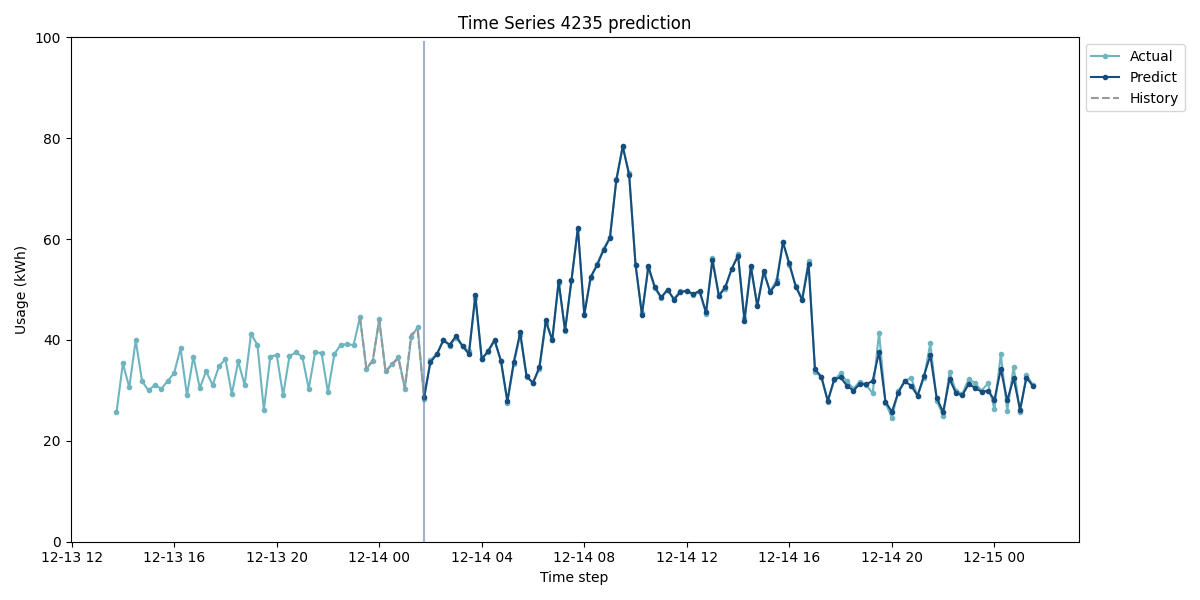 Time Series 4235 prediction
100
80
60
40
20
0
Usage (kWh)
12-13 12
12-13 16
12-13 20
12-14 00
12-14 04
12-14 08
12-14 12
12-14 16
12-14 20
12-15 00
Time step
Actual
Predict
History